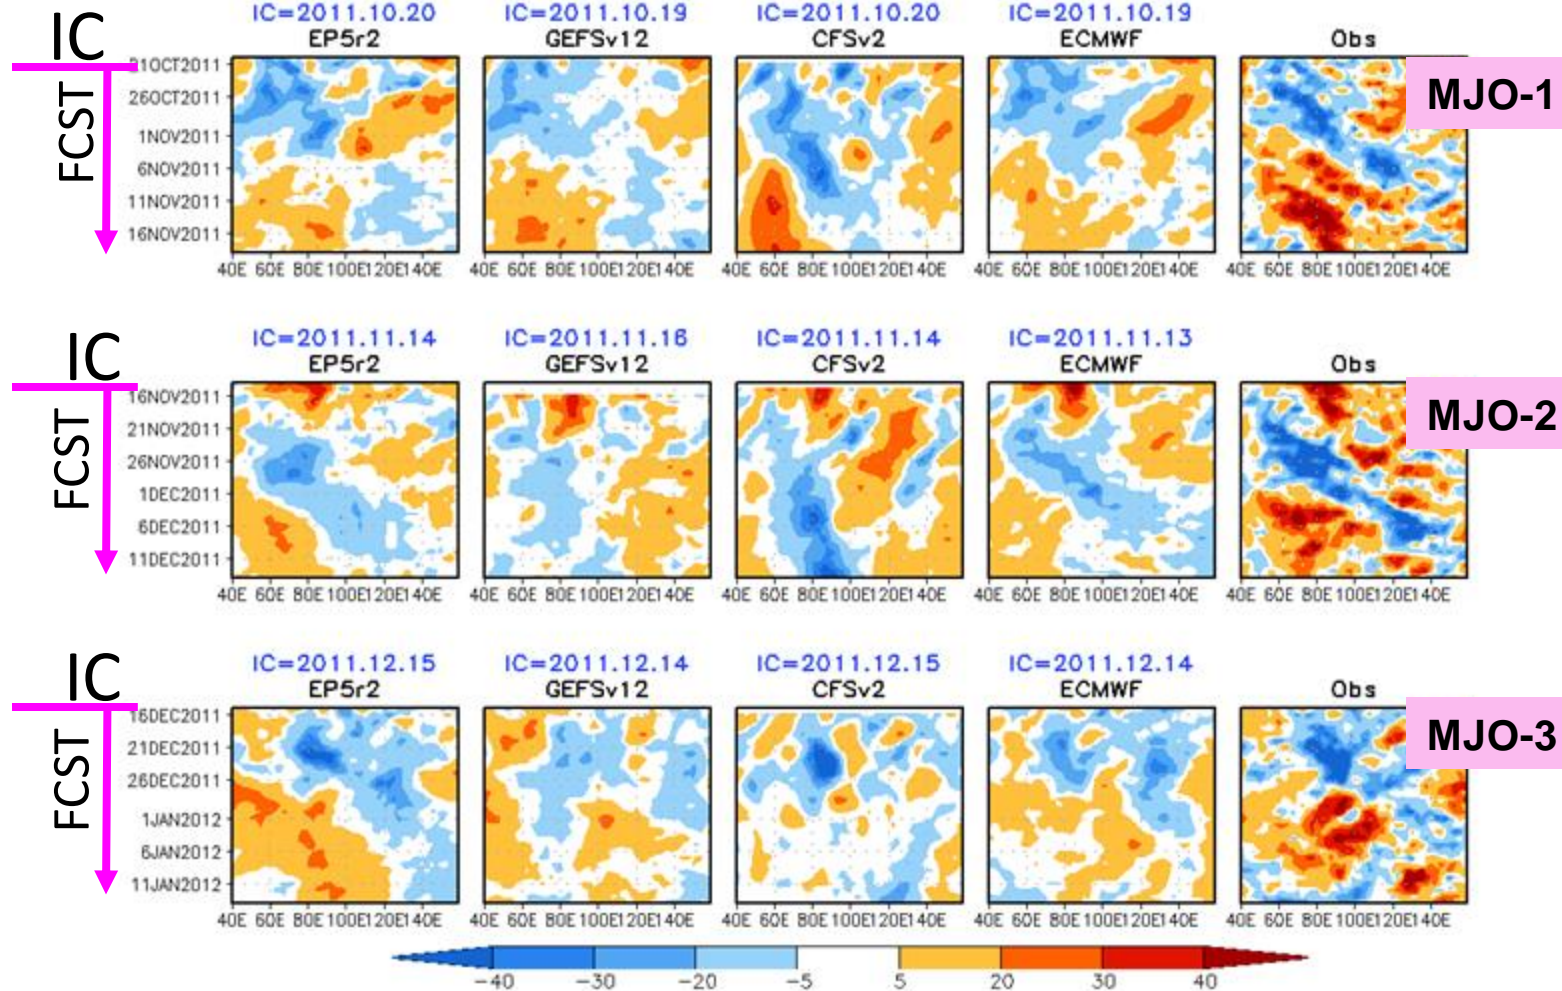 IC
FCST
IC=2011.10.20 IC=2011.10.19 IC=2011.10.20 IC=2011.10.19
EP5r2 GEFSv12 CFSv2 ECMWF Obs
MJO-1
21OCT2011
26OCT2011
1NOV2011
6NOV2011
11NOV2011
16NOV2011
40E 60E 80E 100E120E140E 40E 60E 80E 100E120E140E 40E 60E 80E 100E120E140E 40E 60E 80E 100E120E140E 40E 60E 80E 100E120E140E
IC
FCST
IC=2011.11.14 IC=2011.11.16 IC=2011.11.14 IC=2011.11.13
EP5r2 GEFSv12 CFSv2 ECMWF Obs
MJO-2
16NOV2011
21NOV2011
26NOV2011
1DEC2011
6DEC2011
11DEC2011
40E 60E 80E 100E120E140E 40E 60E 80E 100E120E140E 40E 60E 80E 100E120E140E 40E 60E 80E 100E120E140E 40E 60E 80E 100E120E140E
IC
FCST
IC=2011.12.15 IC=2011.12.14 IC=2011.12.15 IC=2011.12.14
EP5r2 GEFSv12 CFSv2 ECMWF Obs
MJO-3
16DEC2011
21DEC2011
26DEC2011
1JAN2012
6JAN2012
11JAN2012
40E 60E 80E 100E120E140E 40E 60E 80E 100E120E140E 40E 60E 80E 100E120E140E 40E 60E 80E 100E120E140E 40E 60E 80E 100E120E140E
-40 -30 -20 -5 5 20 30 40